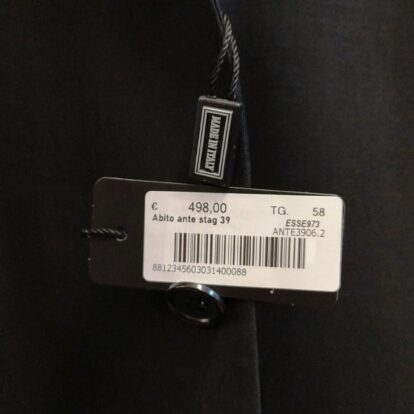 MADE IN ITALY
€ 498,00 TG. 58
Abito ante stag 39 ESSE973
ANTE3906.2
8812345603031400088